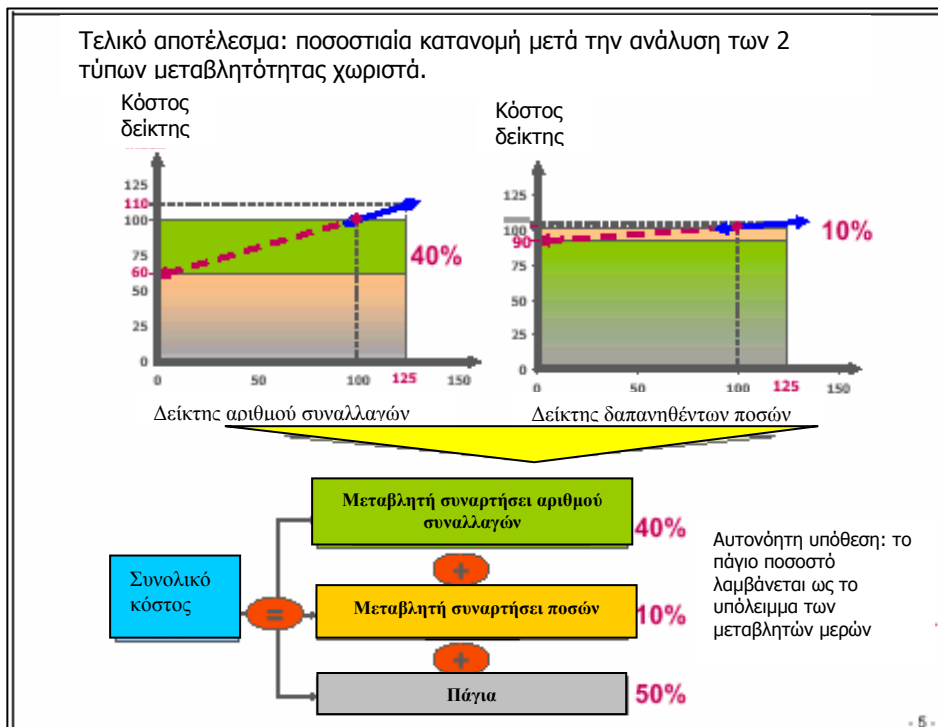 Τελικό αποτέλεσμα: ποσοστιαία κατανομή μετά την ανάλυση των 2
τύπων μεταβλητότητας χωριστά.
Κόστος
δείκτης
125
110
100
75
60
50
25
0
0 50 100 125 150
40%
Δείκτης αριθμού συναλλαγών
Κόστος
δείκτης
125
100
90
75
50
25
0
0 50 100 125 150
10%
Δείκτης δαπανηθέντων ποσών
Συνολικό
κόστος
=
Μεταβλητή συναρτήσει αριθμού
συναλλαγών
40%
+
Μεταβλητή συναρτήσει ποσών
10%
+
Πάγια
50%
Αυτονόητη υπόθεση: το
πάγιο ποσοστό
λαμβάνεται ως το
υπόλειμμα των
μεταβλητών μερών
- 5 -